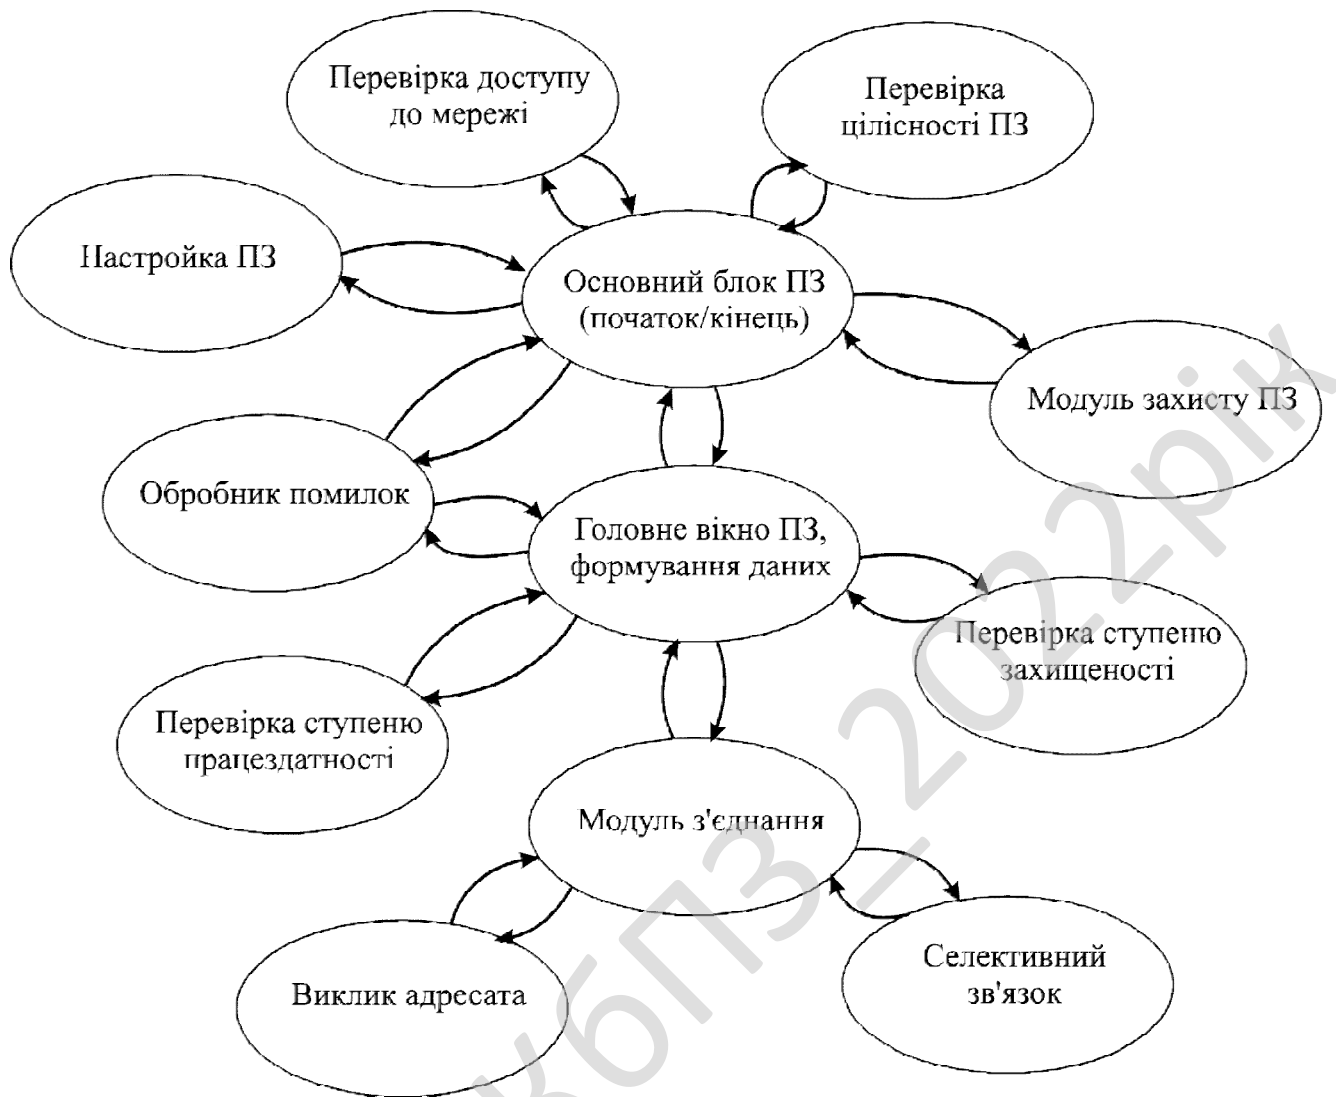 Перевірка доступу
до мережі
Перевірка
цілісності ПЗ
Настройка ПЗ
Основний блок ПЗ
(початок/кінець)
Модуль захисту ПЗ
Обробник помилок
Головне вікно ПЗ,
формування даних
Перевірка ступеню
захищеності
Перевірка ступеню
працездатності
Модуль з'єднання
Виклик адресата
Селективний
зв'язок
КбПЗ_2022рік